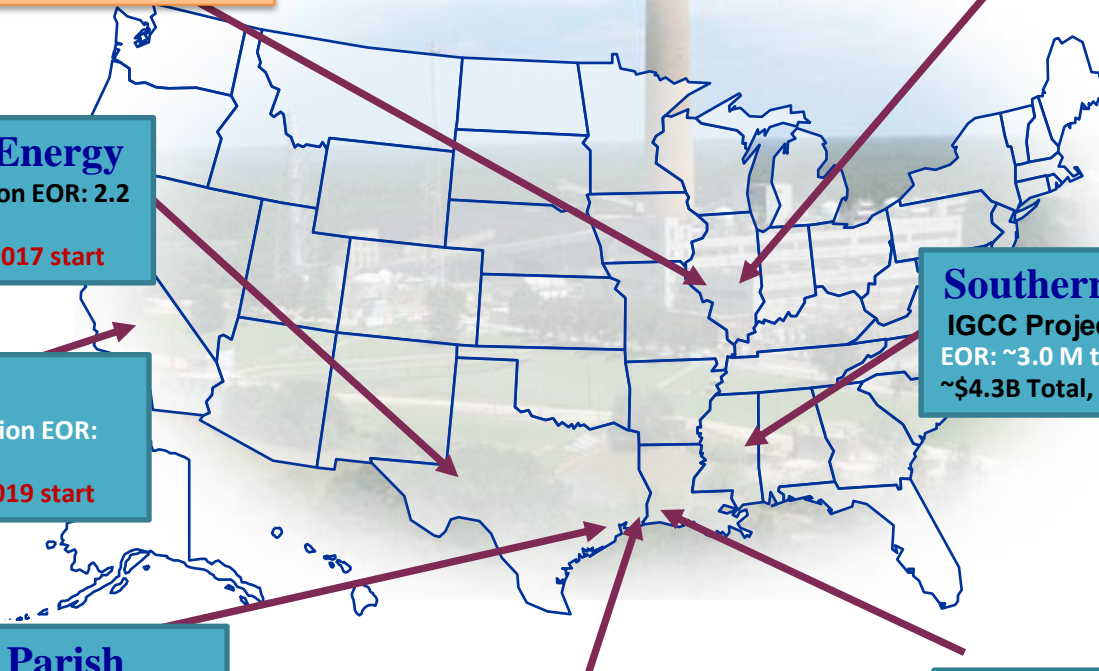 Energy
on EOR: 2.2
017 start
ion EOR:
019 start
Southern
IGCC Projec
EOR: ~3.0 M t
~$4.3B Total,
Parish